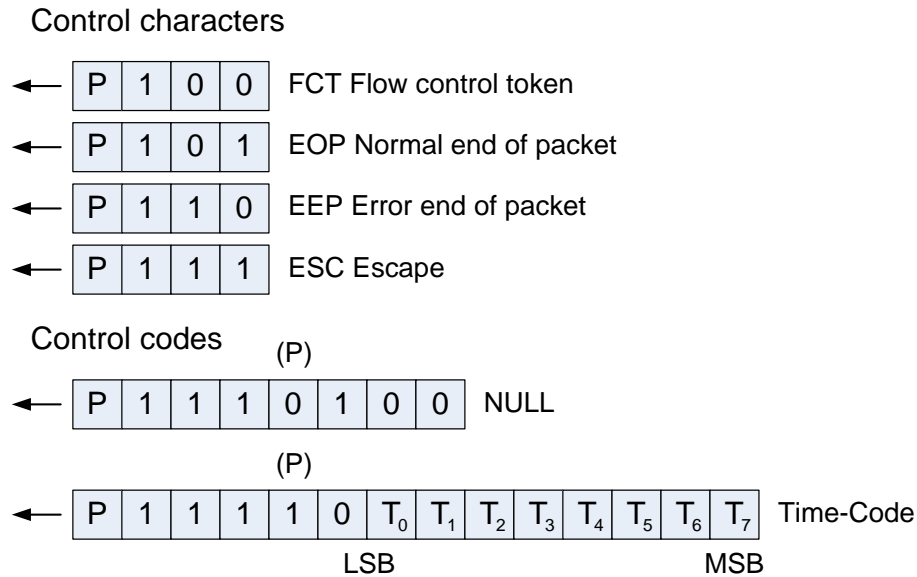 Control characters
P 1 0 0 FCT Flow control token
P 1 0 1 EOP Normal end of packet
P 1 1 0 EEP Error end of packet
P 1 1 1 ESC Escape
Control codes
(P)
P 1 1 1 0 1 0 0 NULL
(P)
P 1 1 1 1 0 T0 T1 T2 T3 T4 T5 T6 T7 Time-Code
LSB MSB